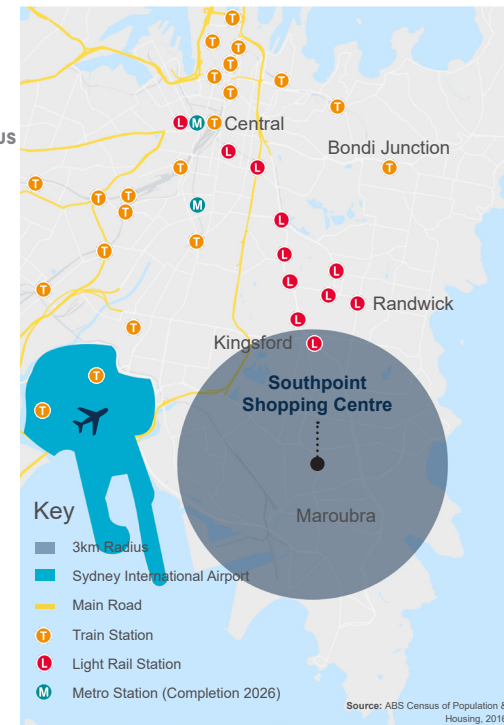 US
Central
Bondi Junction
Randwick
Kingsford
Southpoint
Shopping Centre
Maroubra
Key
3km Radius
Sydney International Airport
Main Road
T Train Station
L Light Rail Station
M Metro Station (Completion 2026)
Source: ABS Census of Population &
Housing,